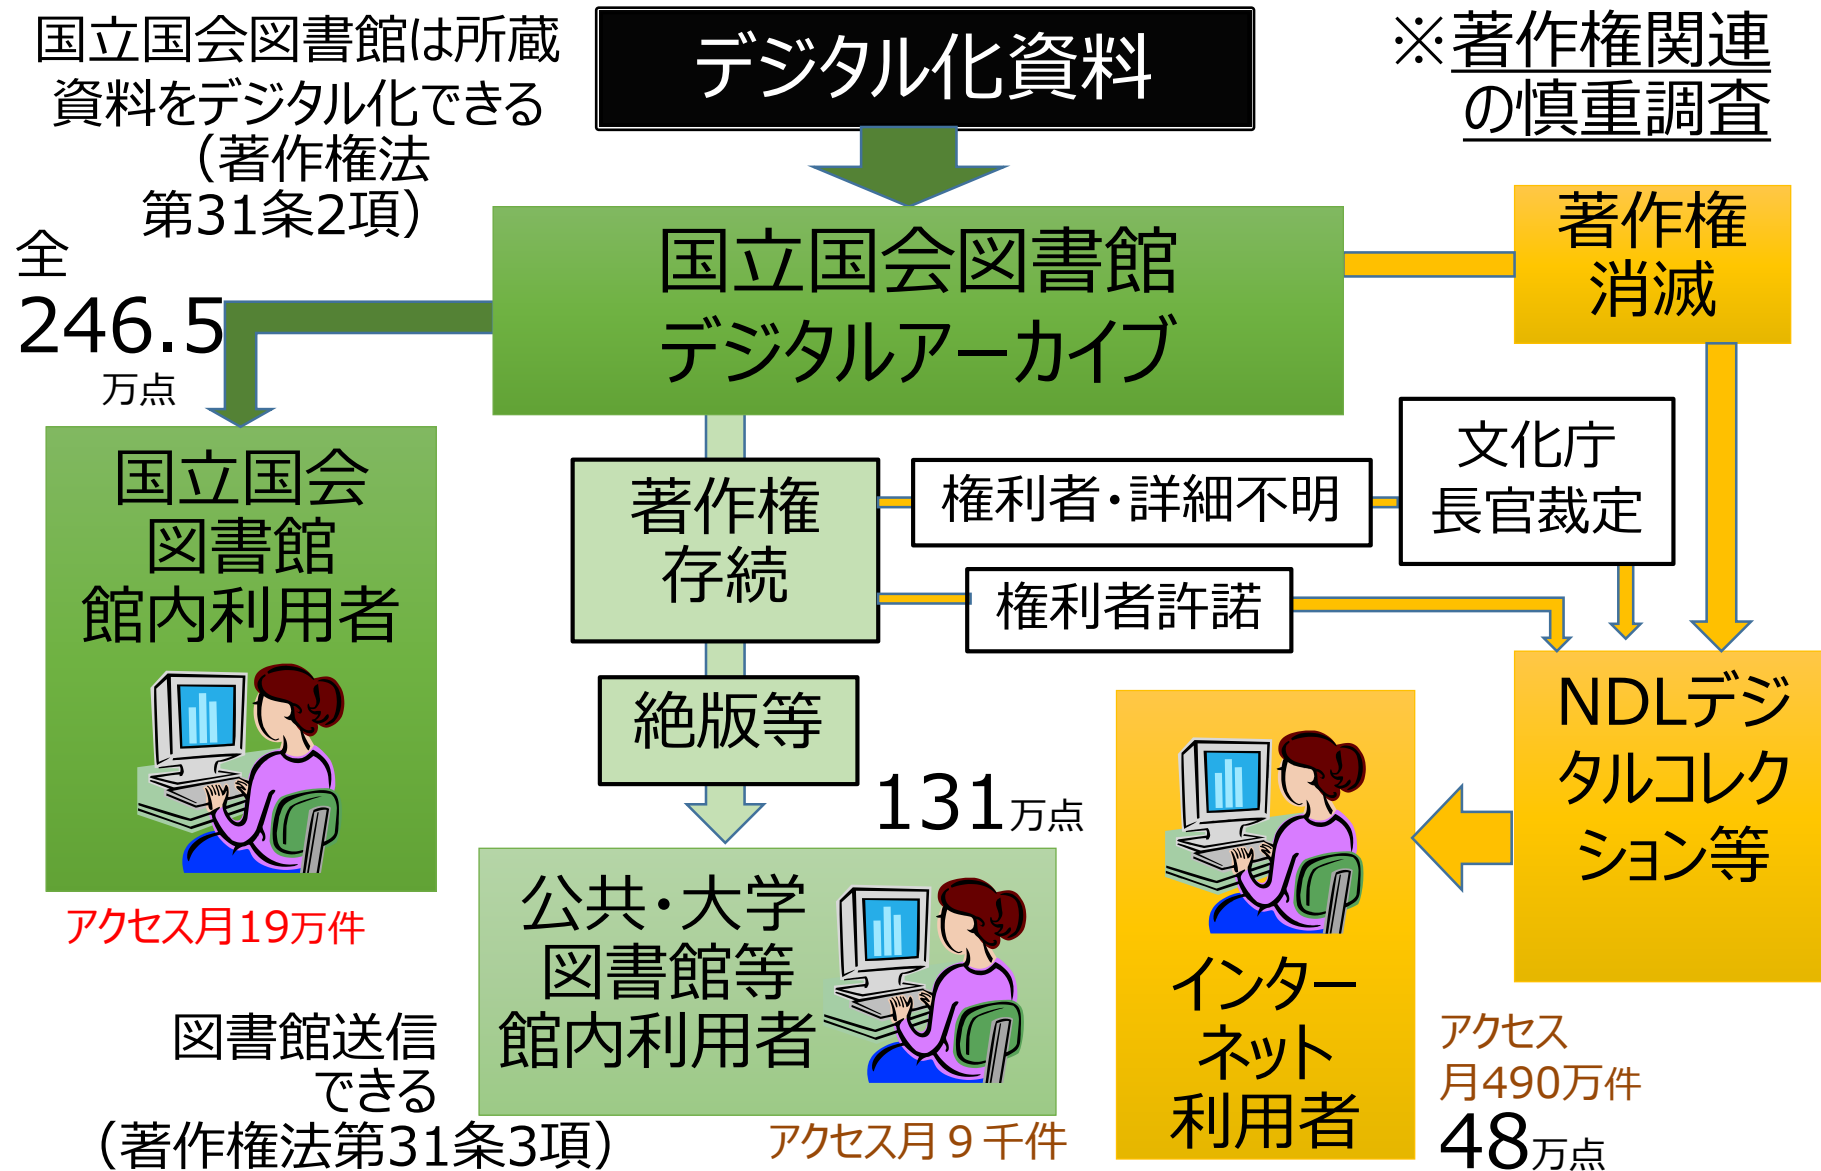 国立国会図書館は所蔵
資料をデジタル化できる
（著作権法
第31条2項）
デジタル化資料
※著作権関連
の慎重調査
全
246.5
万点
国立国会図書館
デジタルアーカイブ
著作権
消滅
国立国会
図書館
館内利用者
アクセス月19万件
著作権
存続
権利者・詳細不明
文化庁
長官裁定
権利者許諾
絶版等
131万点
公共・大学
図書館等
館内利用者
アクセス月９千件
図書館送信
できる
（著作権法第31条3項）
NDLデジ
タルコレク
ション等
インター
ネット
利用者
アクセス
月490万件
48万点